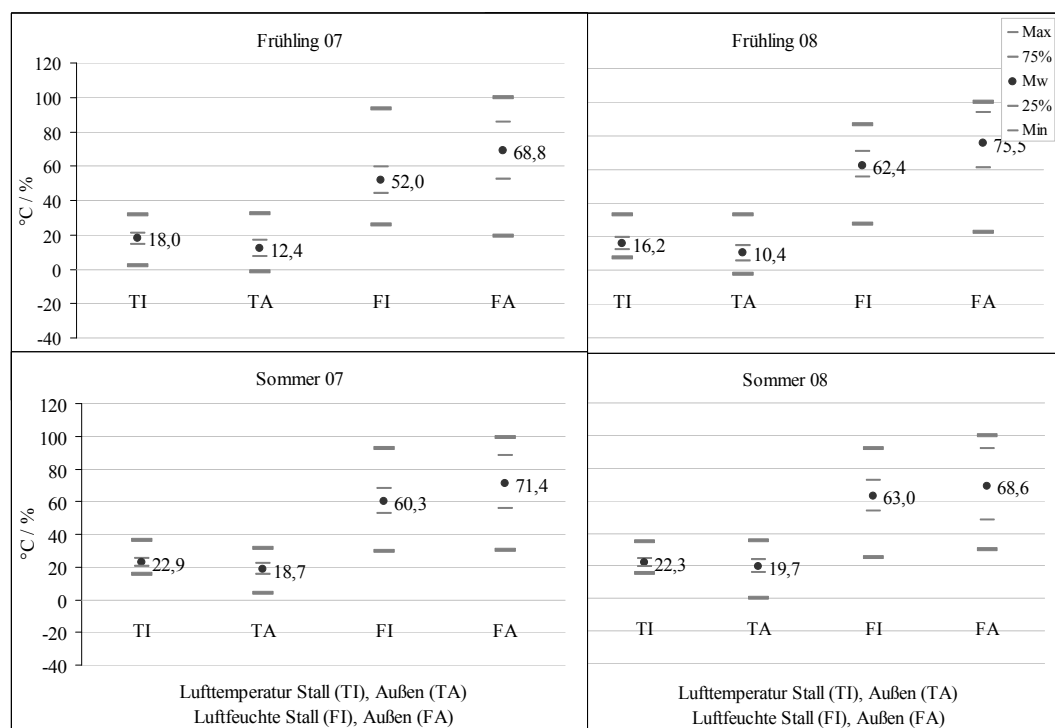 Frühling 07
120
100
80
60
40
20
0
-20
-40
°C / %
18,0
12,4
52,0
68,8
TI
TA
FI
FA
Frühling 08
Max
75%
Mw
25%
Min
16,2
10,4
62,4
75,5
TI
TA
FI
FA
Sommer 07
120
100
80
60
40
20
0
-20
-40
°C / %
22,9
18,7
60,3
71,4
TI
TA
FI
FA
Lufttemperatur Stall (TI), Außen (TA)
Luftfeuchte Stall (FI), Außen (FA)
Sommer 08
22,3
19,7
63,0
68,6
TI
TA
FI
FA
Lufttemperatur Stall (TI), Außen (TA)
Luftfeuchte Stall (FI), Außen (FA)